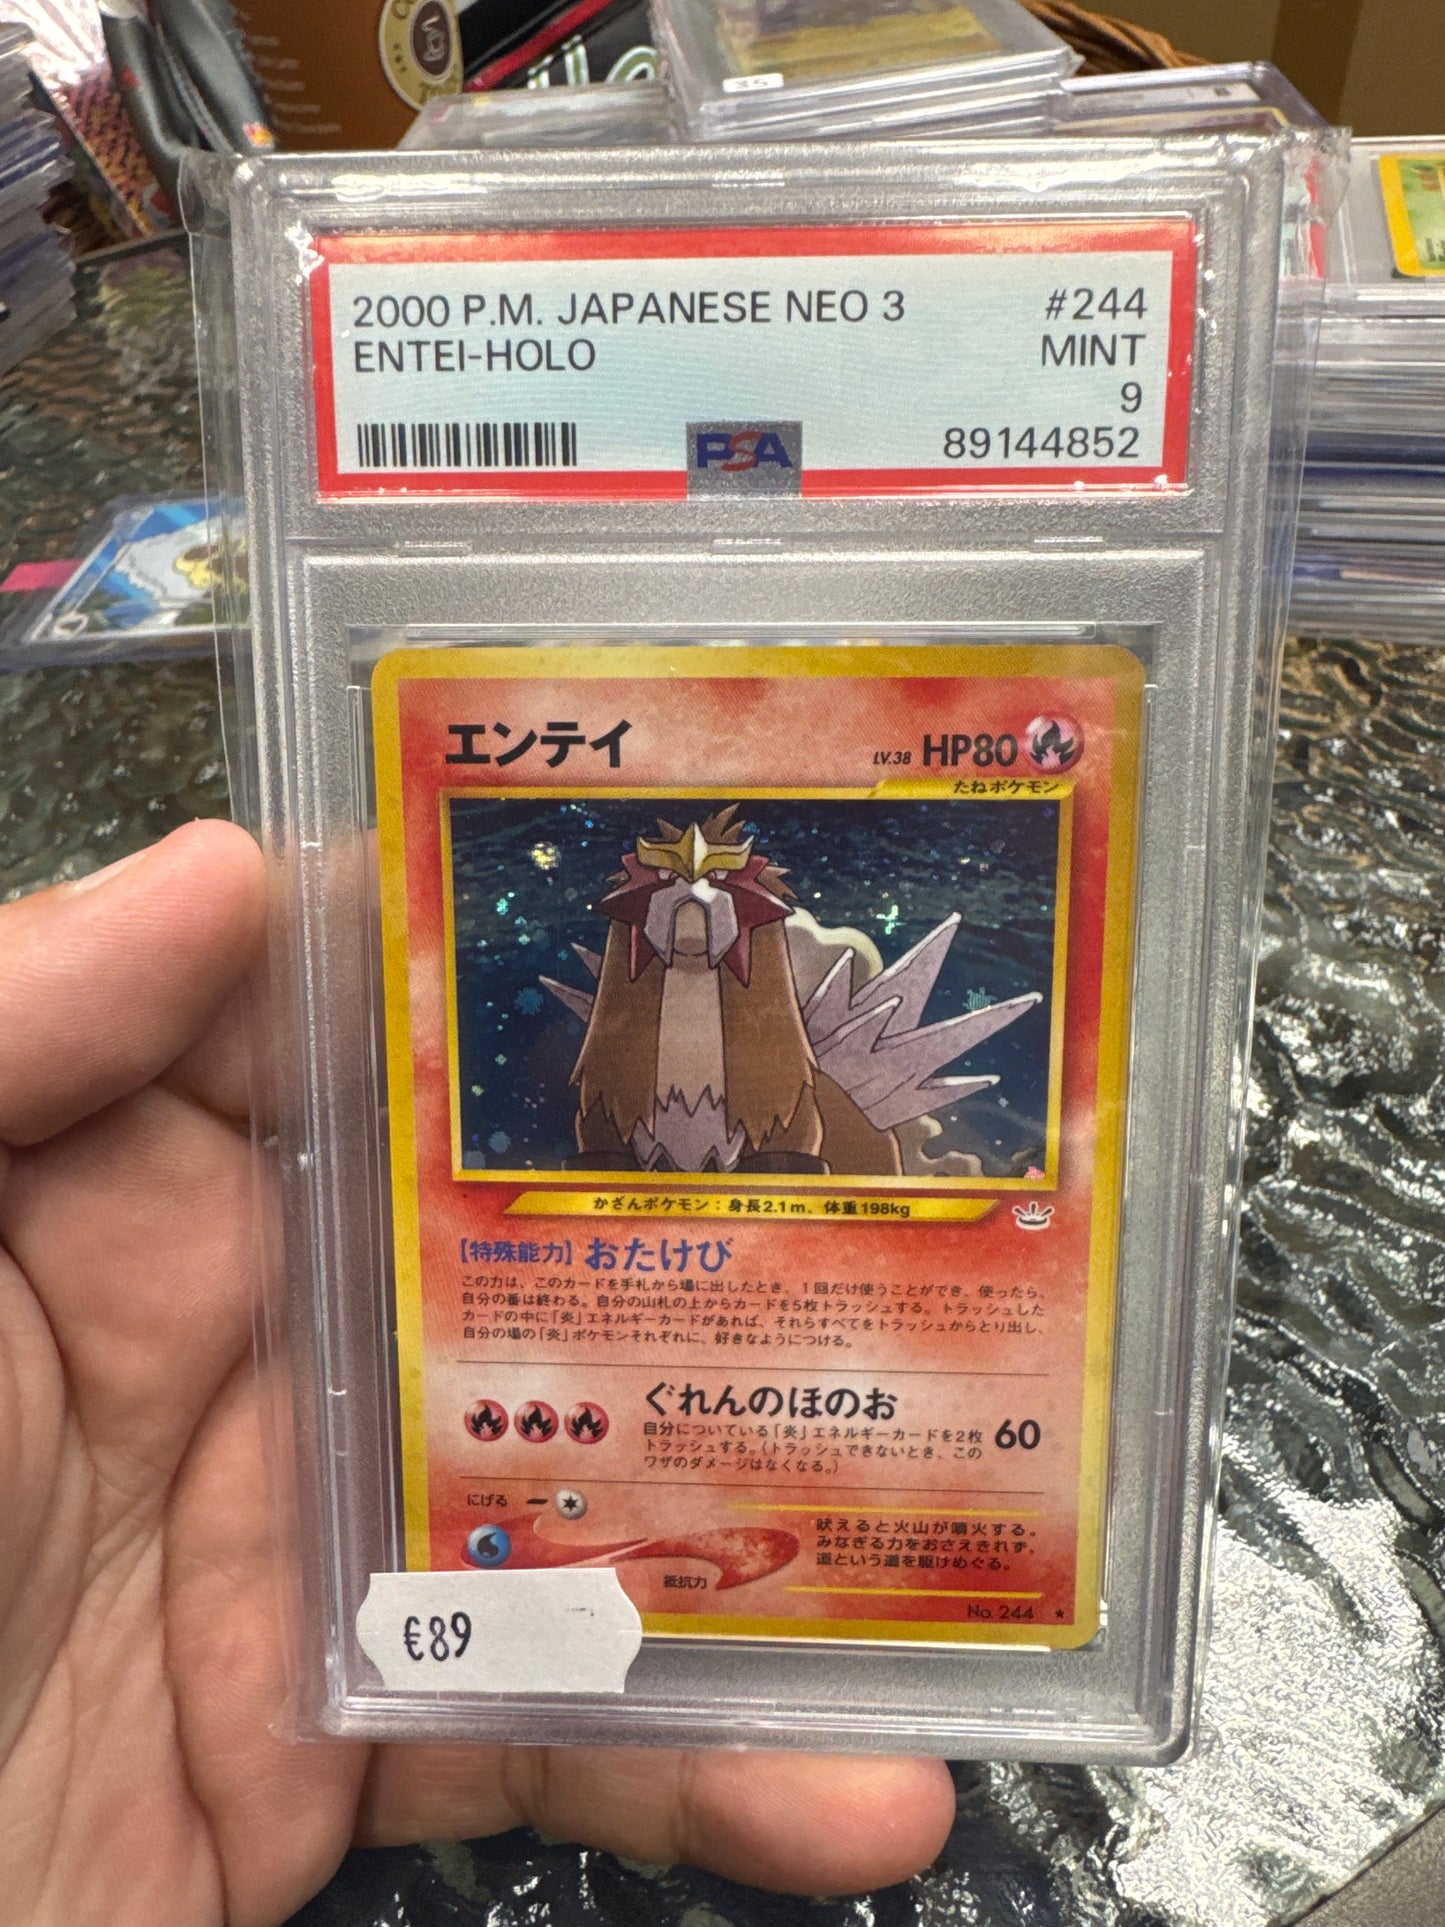 2000 P.M. JAPANESE NEO 3 #244
ENTEI-HOLO MINT
9
PSA 89144852
エンテイ LV.38 HP80
たねポケモン
かざんポケモン：身長2.1m、体重198kg
【特殊能力】おたけび
この力は、このカードを手札から場に出したとき、1回だけ使うことができ、使ったら、
自分の番は終わる。自分の山札の上からカードを5枚トラッシュする。トラッシュした
カードの中に「炎」エネルギーカードがあれば、それらすべてをトラッシュからとり出し、
自分の場の「炎」ポケモンそれぞれに、好きなようにつける。
ぐれんのほのお 60
自分についている「炎」エネルギーカードを2枚
トラッシュする。（トラッシュできないとき、この
ワザのダメージはなくなる。）
にげる
吠えると火山が噴火する。
みなぎる力をおさえきれず、
道という道を駆けめぐる。
抵抗力
No. 244 ★
€89